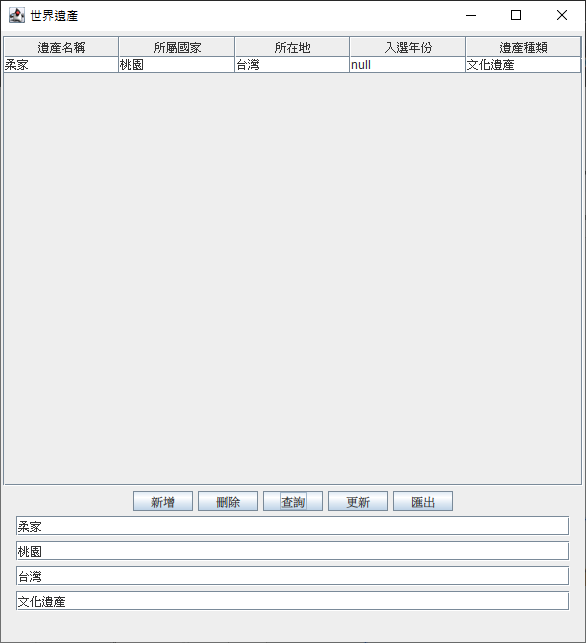 世界遺產
遺產名稱 所屬國家 所在地 入選年份 遺產種類
柔家 桃園 台灣 null 文化遺產
新增 刪除 查詢 更新 匯出
柔家
桃園
台灣
文化遺產